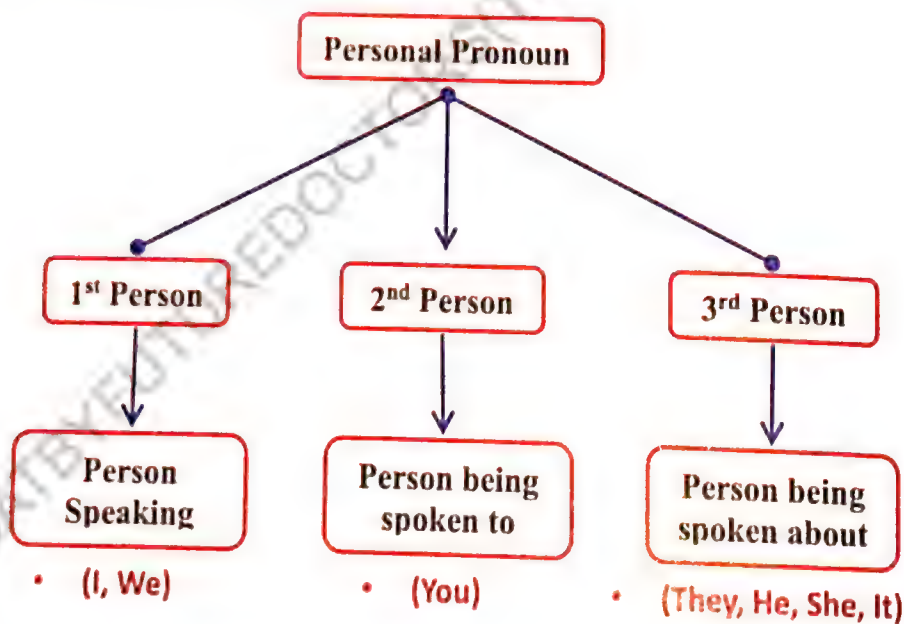 Personal Pronoun
1st Person
2nd Person
3rd Person
Person
Speaking
Person being
spoken to
Person being
spoken about
• (I, We)
• (You)
• (They, He, She, It)